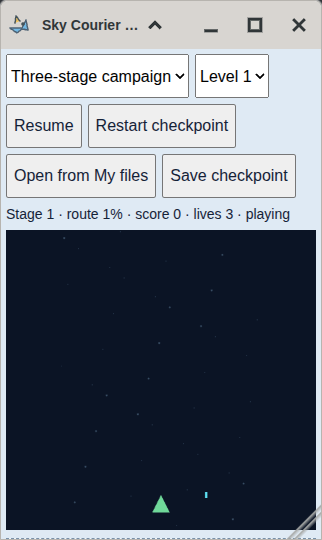 Sky Courier ...
Three-stage campaign Level 1
Resume Restart checkpoint
Open from My files Save checkpoint
Stage 1 · route 1% · score 0 · lives 3 · playing